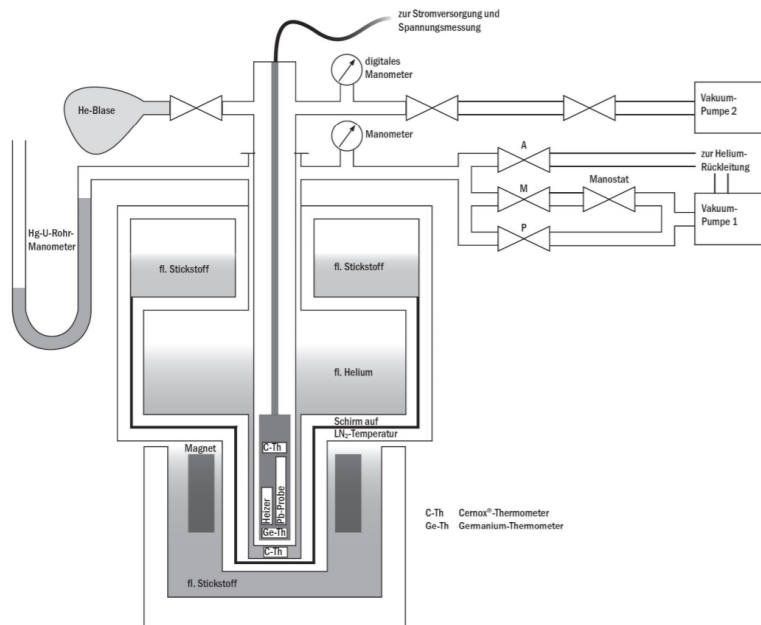 zur Stromversorgung und
Spannungsmessung
digitales
Manometer
He-Blase
Vakuum-
Pumpe 2
Manometer
A
zur Helium-
Rückleitung
M
Manostat
Vakuum-
Pumpe 1
P
Hg-U-Rohr-
Manometer
fl. Stickstoff
fl. Stickstoff
fl. Helium
Schirm auf
LN₂-Temperatur
Magnet
C-Th
Heizer
Pb-Probe
Ge-Th
C-Th
C-Th Cernox®-Thermometer
Ge-Th Germanium-Thermometer
fl. Stickstoff